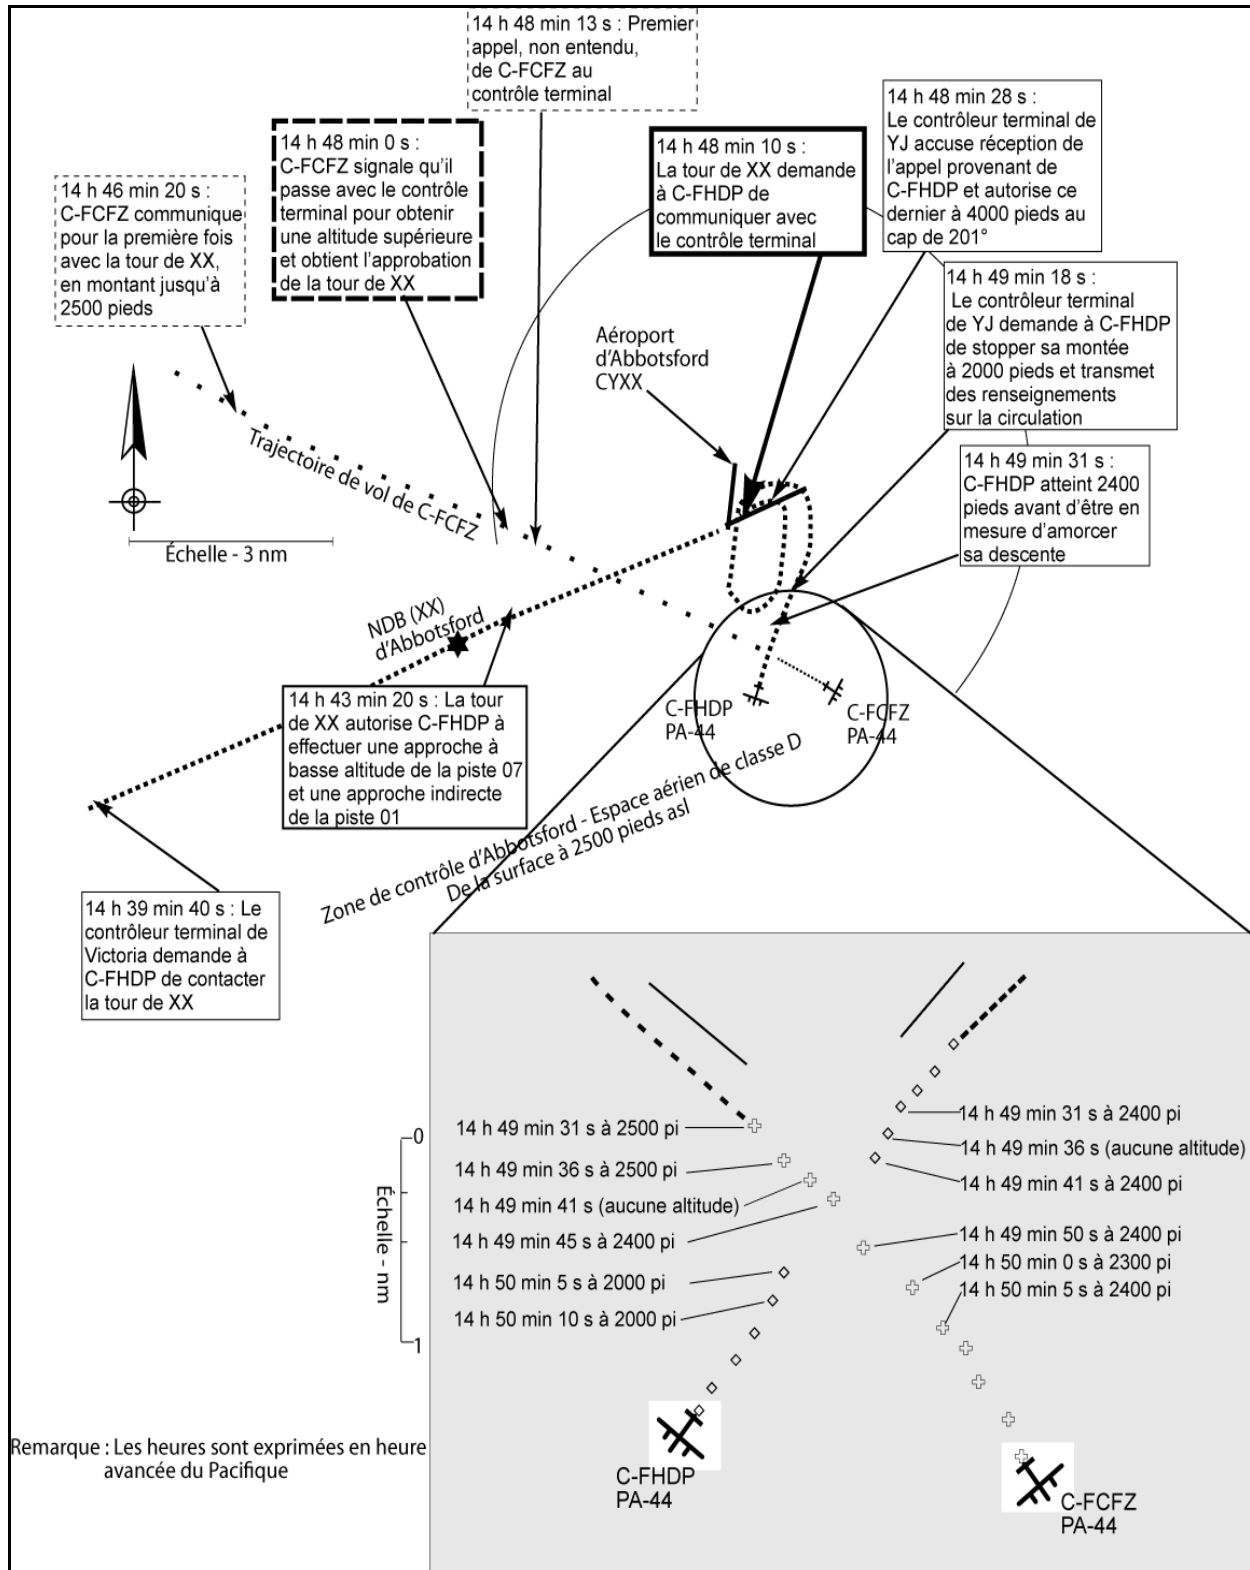 14 h 48 min 13 s : Premier
appel, non entendu,
de C-FCFZ au
contrôle terminal
14 h 48 min 28 s :
Le contrôleur terminal de
YJ accuse réception de
l'appel provenant de
C-FHDP et autorise ce
dernier à 4000 pieds au
cap de 201°
14 h 48 min 0 s :
C-FCFZ signale qu'il
passe avec le contrôle
terminal pour obtenir
une altitude supérieure
et obtient l'approbation
de la tour de XX
14 h 48 min 10 s :
La tour de XX demande
à C-FHDP de
communiquer avec
le contrôle terminal
14 h 46 min 20 s :
C-FCFZ communique
pour la première fois
avec la tour de XX,
en montant jusqu'à
2500 pieds
14 h 49 min 18 s :
Le contrôleur terminal
de YJ demande à C-FHDP
de stopper sa montée
à 2000 pieds et transmet
des renseignements
sur la circulation
Aéroport
d'Abbotsford
CYXX
Trajectoire de vol de C-FCFZ
14 h 49 min 31 s :
C-FHDP atteint 2400
pieds avant d'être en
mesure d'amorcer
sa descente
Échelle - 3 nm
NDB (XX)
d'Abbotsford
14 h 43 min 20 s : La tour
de XX autorise C-FHDP à
effectuer une approche à
basse altitude de la piste 07
et une approche indirecte
de la piste 01
C-FHDP
PA-44
C-FCFZ
PA-44
Zone de contrôle d'Abbotsford - Espace aérien de classe D
De la surface à 2500 pieds asl
14 h 39 min 40 s : Le
contrôleur terminal de
Victoria demande à
C-FHDP de contacter
la tour de XX
0
Échelle - nm
1
14 h 49 min 31 s à 2500 pi
14 h 49 min 36 s à 2500 pi
14 h 49 min 41 s (aucune altitude)
14 h 49 min 45 s à 2400 pi
14 h 50 min 5 s à 2000 pi
14 h 50 min 10 s à 2000 pi
14 h 49 min 31 s à 2400 pi
14 h 49 min 36 s (aucune altitude)
14 h 49 min 41 s à 2400 pi
14 h 49 min 50 s à 2400 pi
14 h 50 min 0 s à 2300 pi
14 h 50 min 5 s à 2400 pi
Remarque : Les heures sont exprimées en heure
avancée du Pacifique
C-FHDP
PA-44
C-FCFZ
PA-44